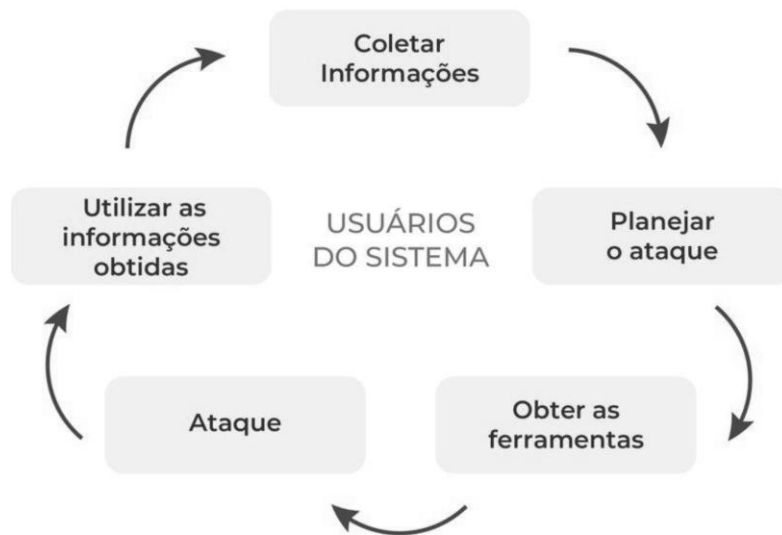 Coletar
Informações
Utilizar as
informações
obtidas
USUÁRIOS
DO SISTEMA
Planejar
o ataque
Ataque
Obter as
ferramentas